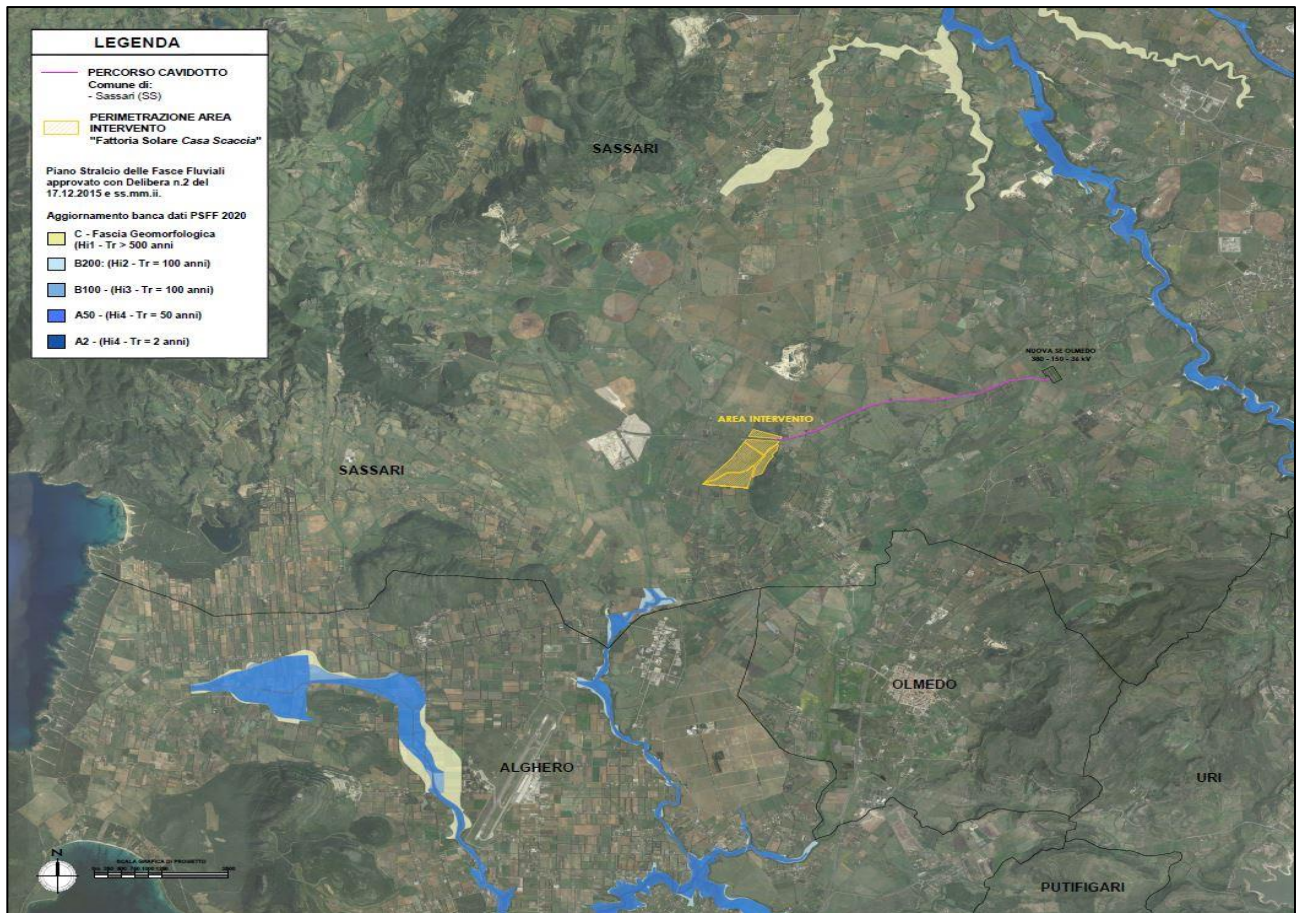 LEGENDA
PERCORSO CAVIDOTTO
Comune di:
- Sassari (SS)
PERIMETRAZIONE AREA
INTERVENTO
"Fattoria Solare Casa Scaccia"
Piano Stralcio delle Fasce Fluviali
approvato con Delibera n.2 del
17.12.2015 e ss.mm.ii.
Aggiornamento banca dati PSFF 2020
C - Fascia Geomorfologica
(Hi1 - Tr > 500 anni
B200: (Hi2 - Tr = 100 anni)
B100 - (Hi3 - Tr = 100 anni)
A50 - (Hi4 - Tr = 50 anni)
A2 - (Hi4 - Tr = 2 anni)
SASSARI
NUOVA SE OLMEDO
380 - 150 - 36 kV
AREA INTERVENTO
SASSARI
OLMEDO
ALGHERO
URI
PUTIFIGARI
N
SCALA GRAFICA DI PROGETTO